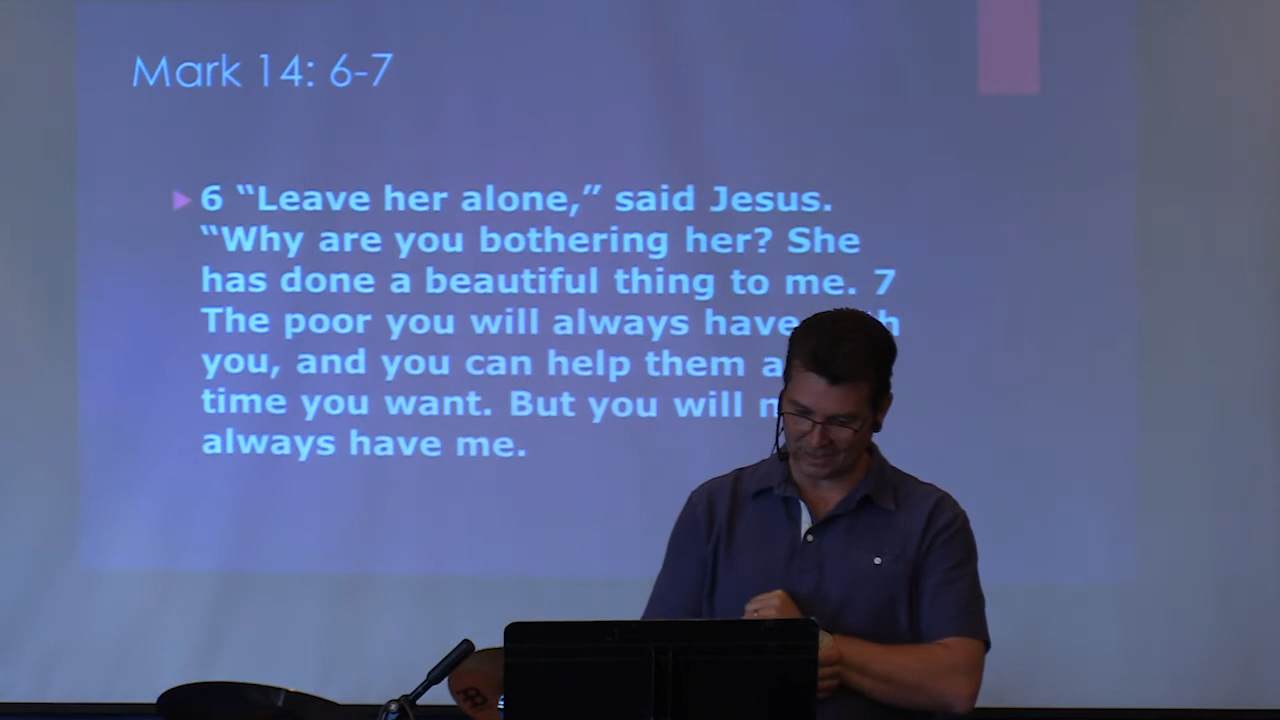 Mark 14: 6-7
6 “Leave her alone,” said Jesus.
“Why are you bothering her? She
has done a beautiful thing to me. 7
The poor you will always have
you, and you can help them
time you want. But you will
always have me.